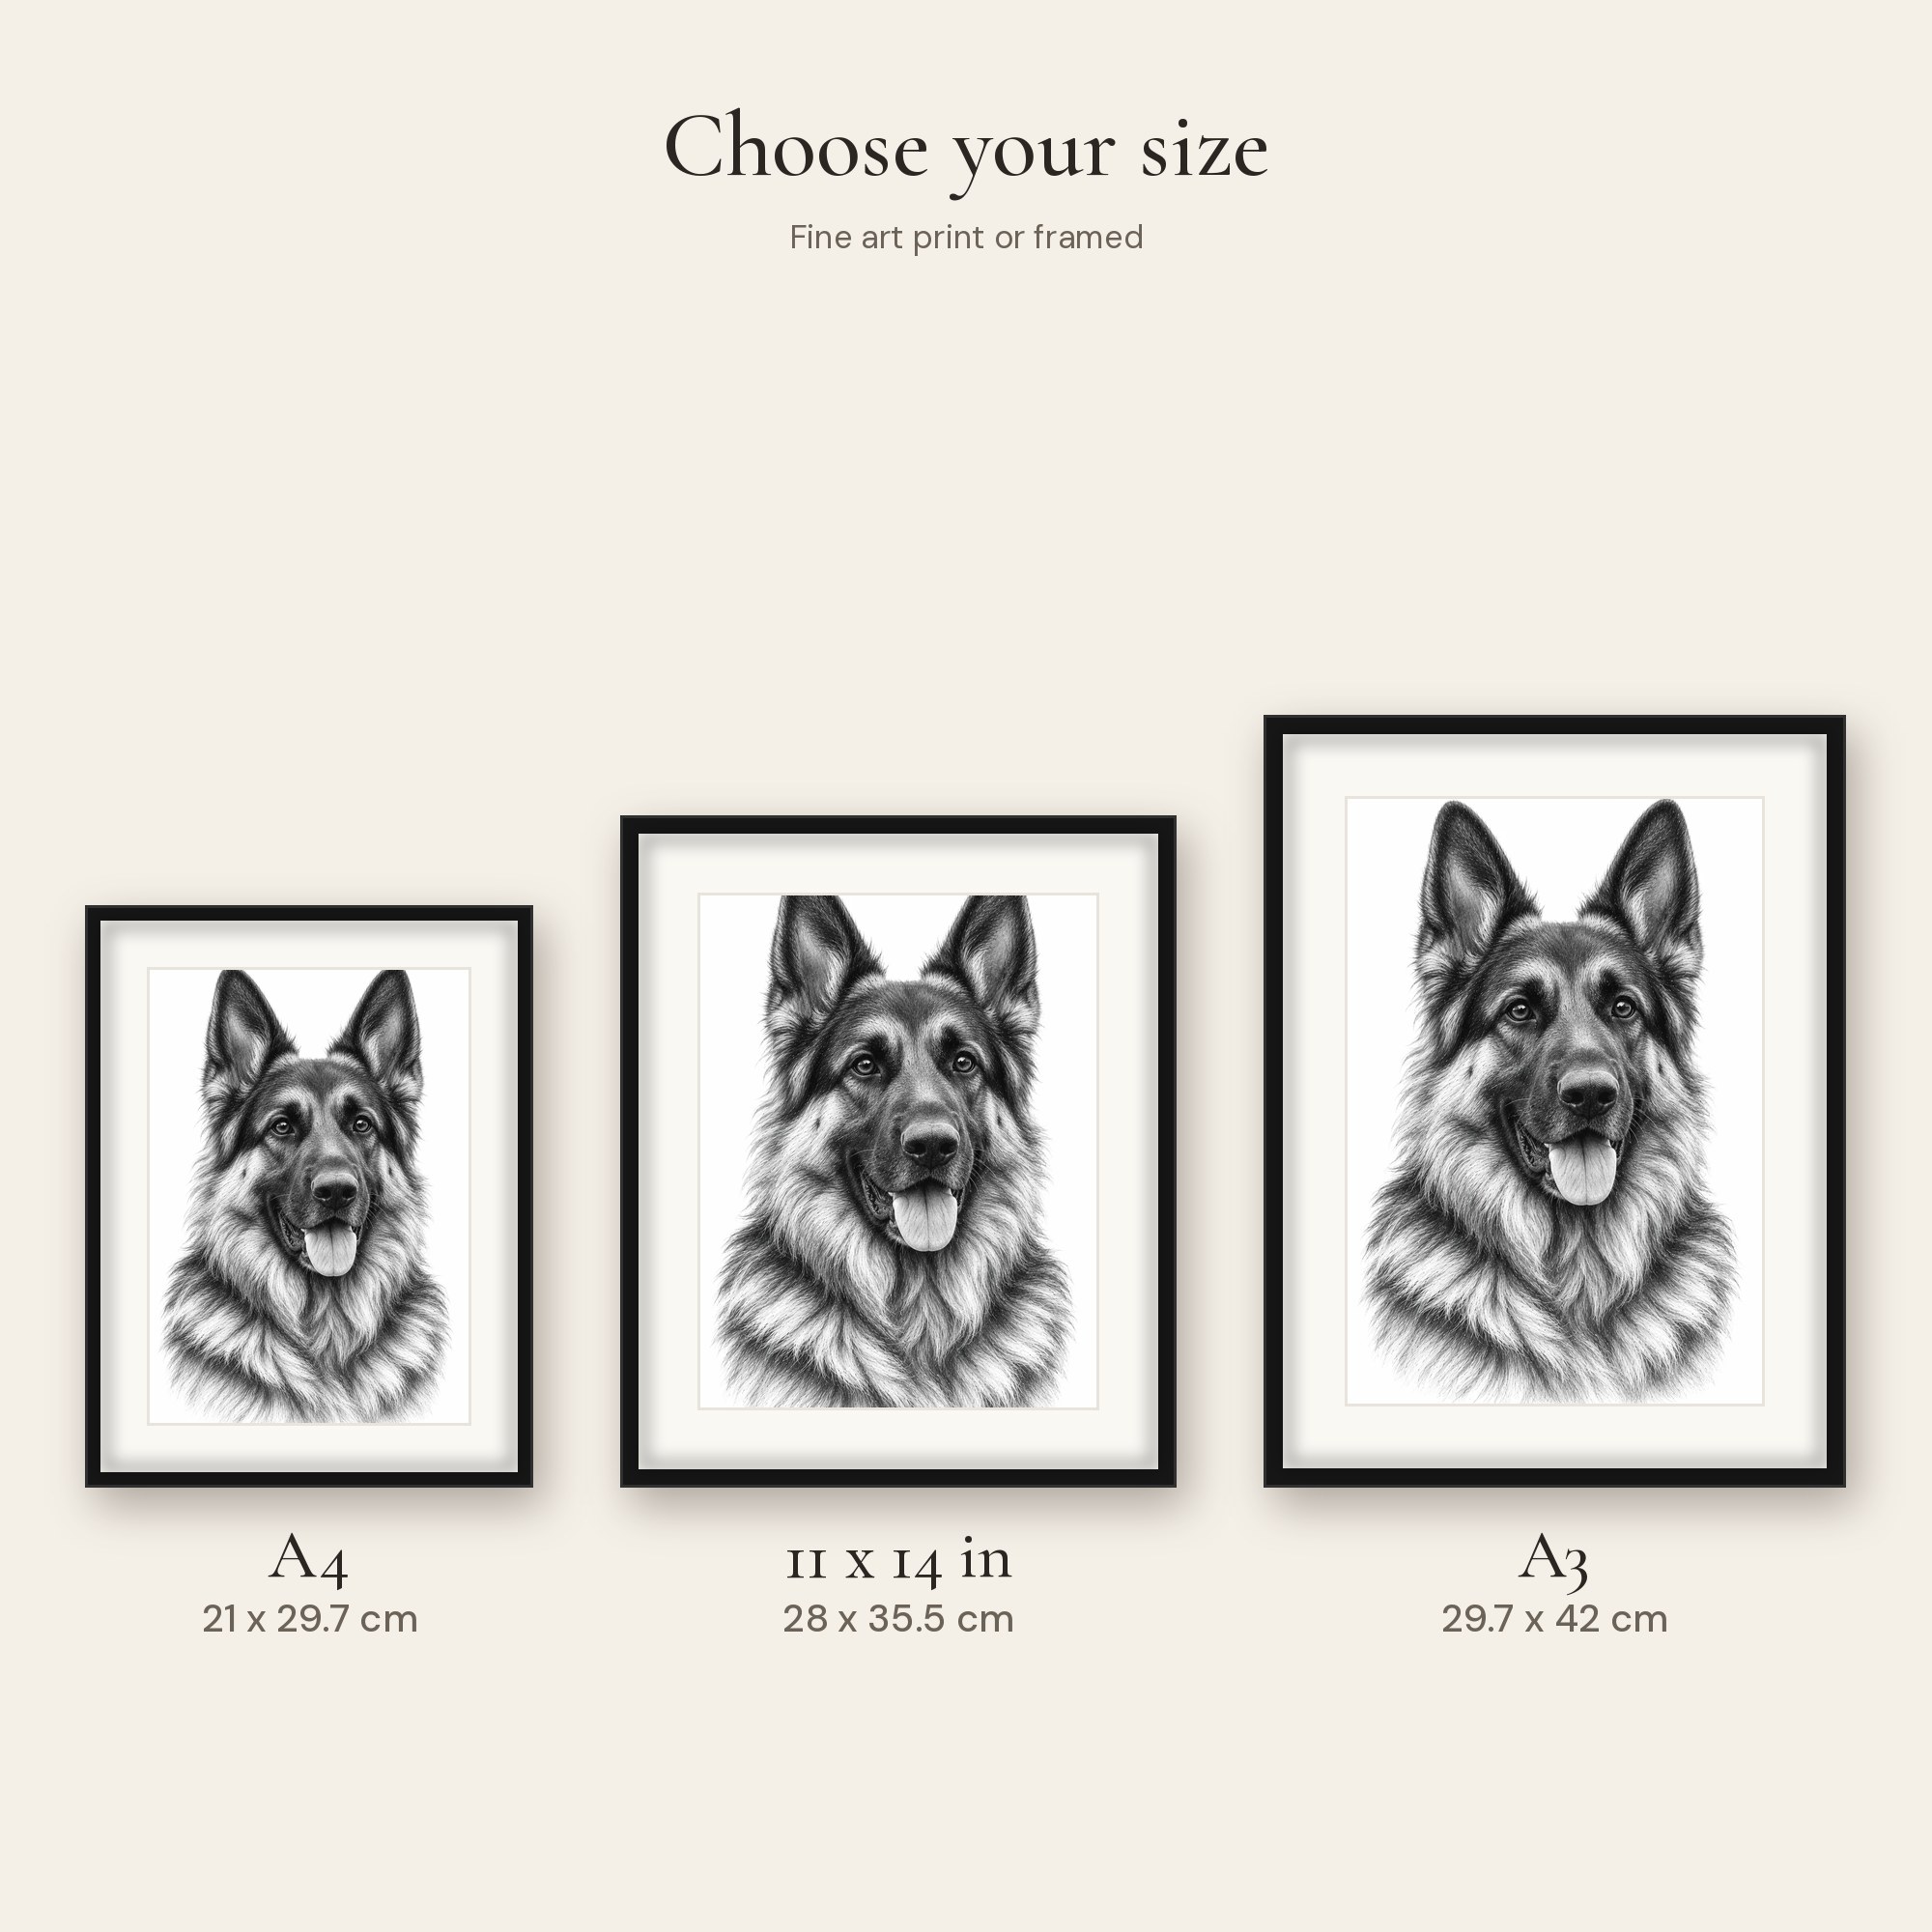 Choose your size
Fine art print or framed
A4
11 x 14 in
A3
21 x 29.7 cm
28 x 35.5 cm
29.7 x 42 cm